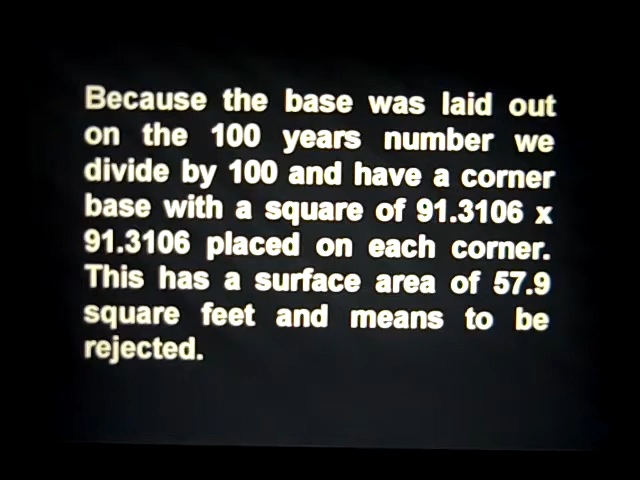 Because the base was laid out
on the 100 years number we
divide by 100 and have a corner
base with a square of 91.3106 x
91.3106 placed on each corner.
This has a surface area of 57.9
square feet and means to be
rejected.